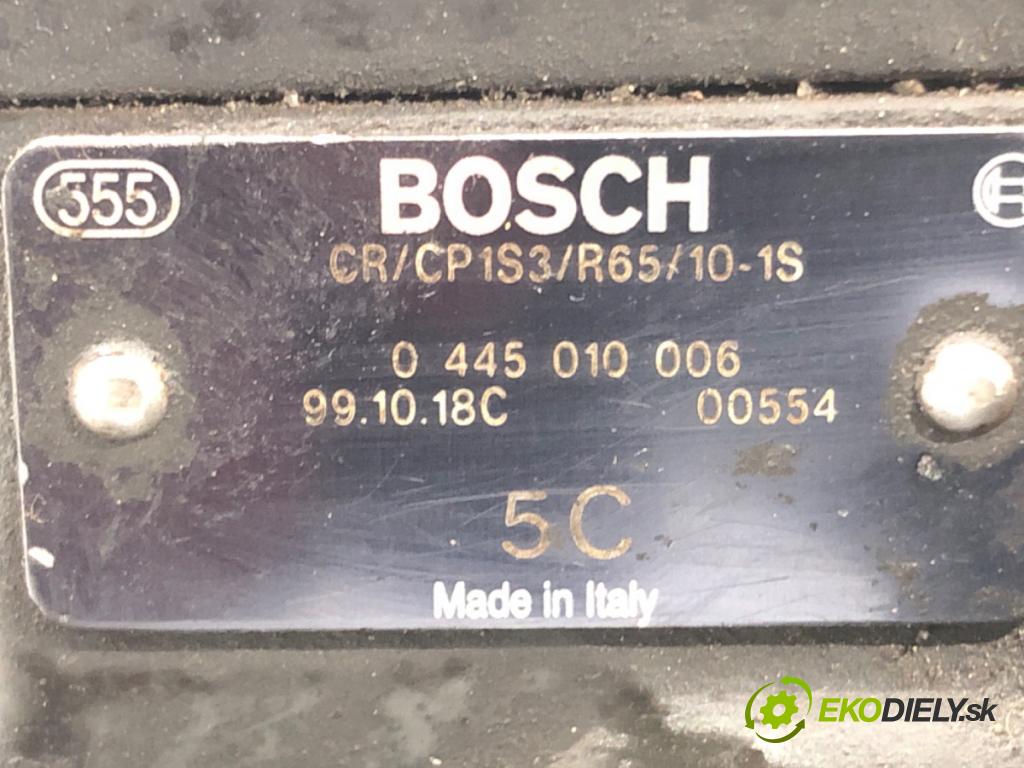 555 BOSCH
CR/CP1S3/R65/10-1S
0 445 010 006
99.10.18C 00554
5C
Made in Italy
EKODIELY.sk